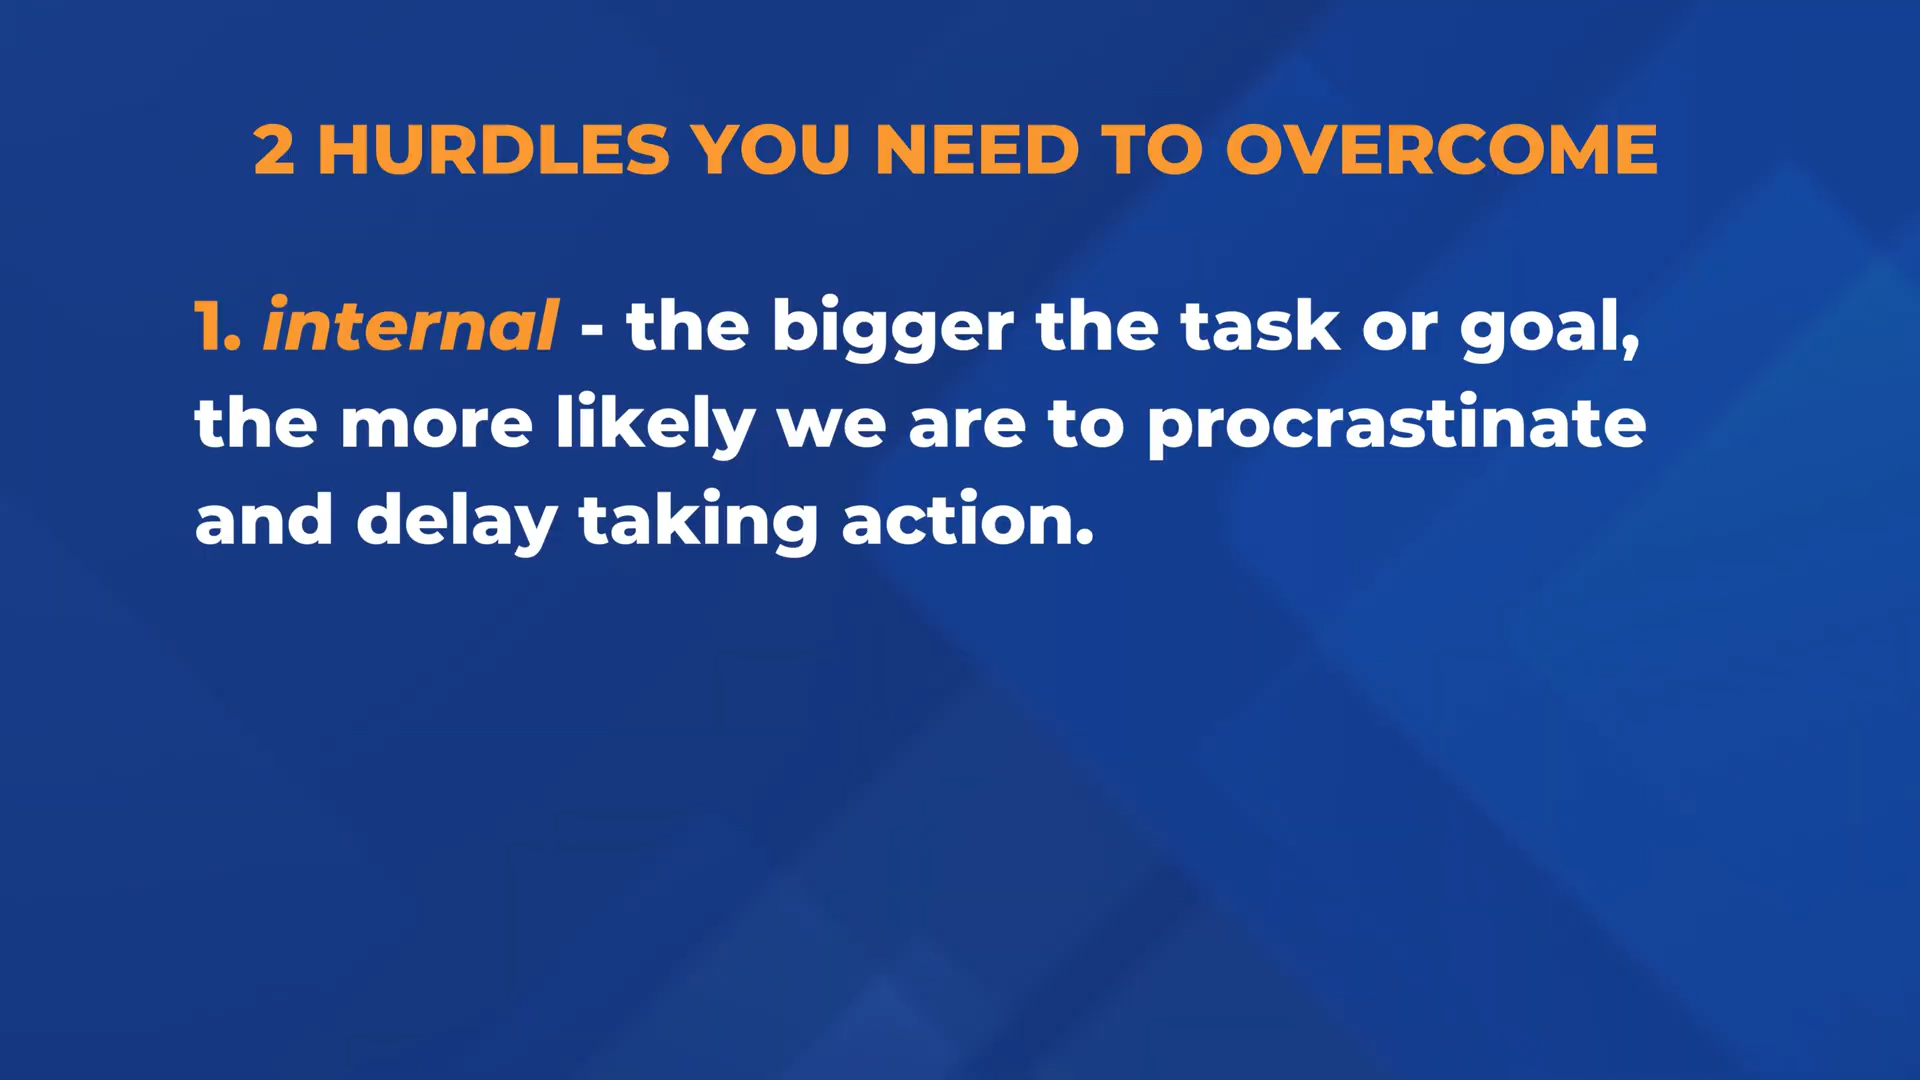 2 HURDLES YOU NEED TO OVERCOME
1. internal - the bigger the task or goal,
the more likely we are to procrastinate
and delay taking action.